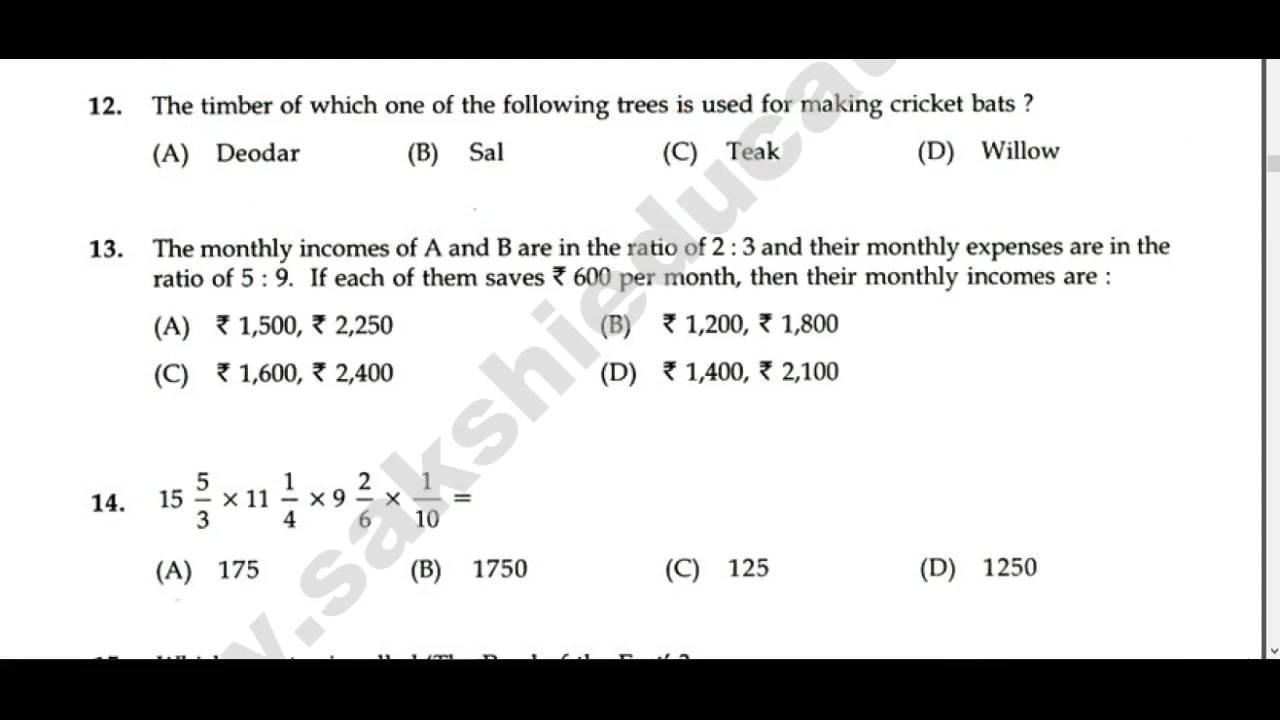 12. The timber of which one of the following trees is used for making cricket bats ?
(A) Deodar (B) Sal (C) Teak (D) Willow
13. The monthly incomes of A and B are in the ratio of 2 : 3 and their monthly expenses are in the
ratio of 5 : 9. If each of them saves ₹ 600 per month, then their monthly incomes are :
(A) ₹ 1,500, ₹ 2,250 (B) ₹ 1,200, ₹ 1,800
(C) ₹ 1,600, ₹ 2,400 (D) ₹ 1,400, ₹ 2,100
14. 15 5/3 × 11 1/4 × 9 2/6 × 1/10 =
(A) 175 (B) 1750 (C) 125 (D) 1250